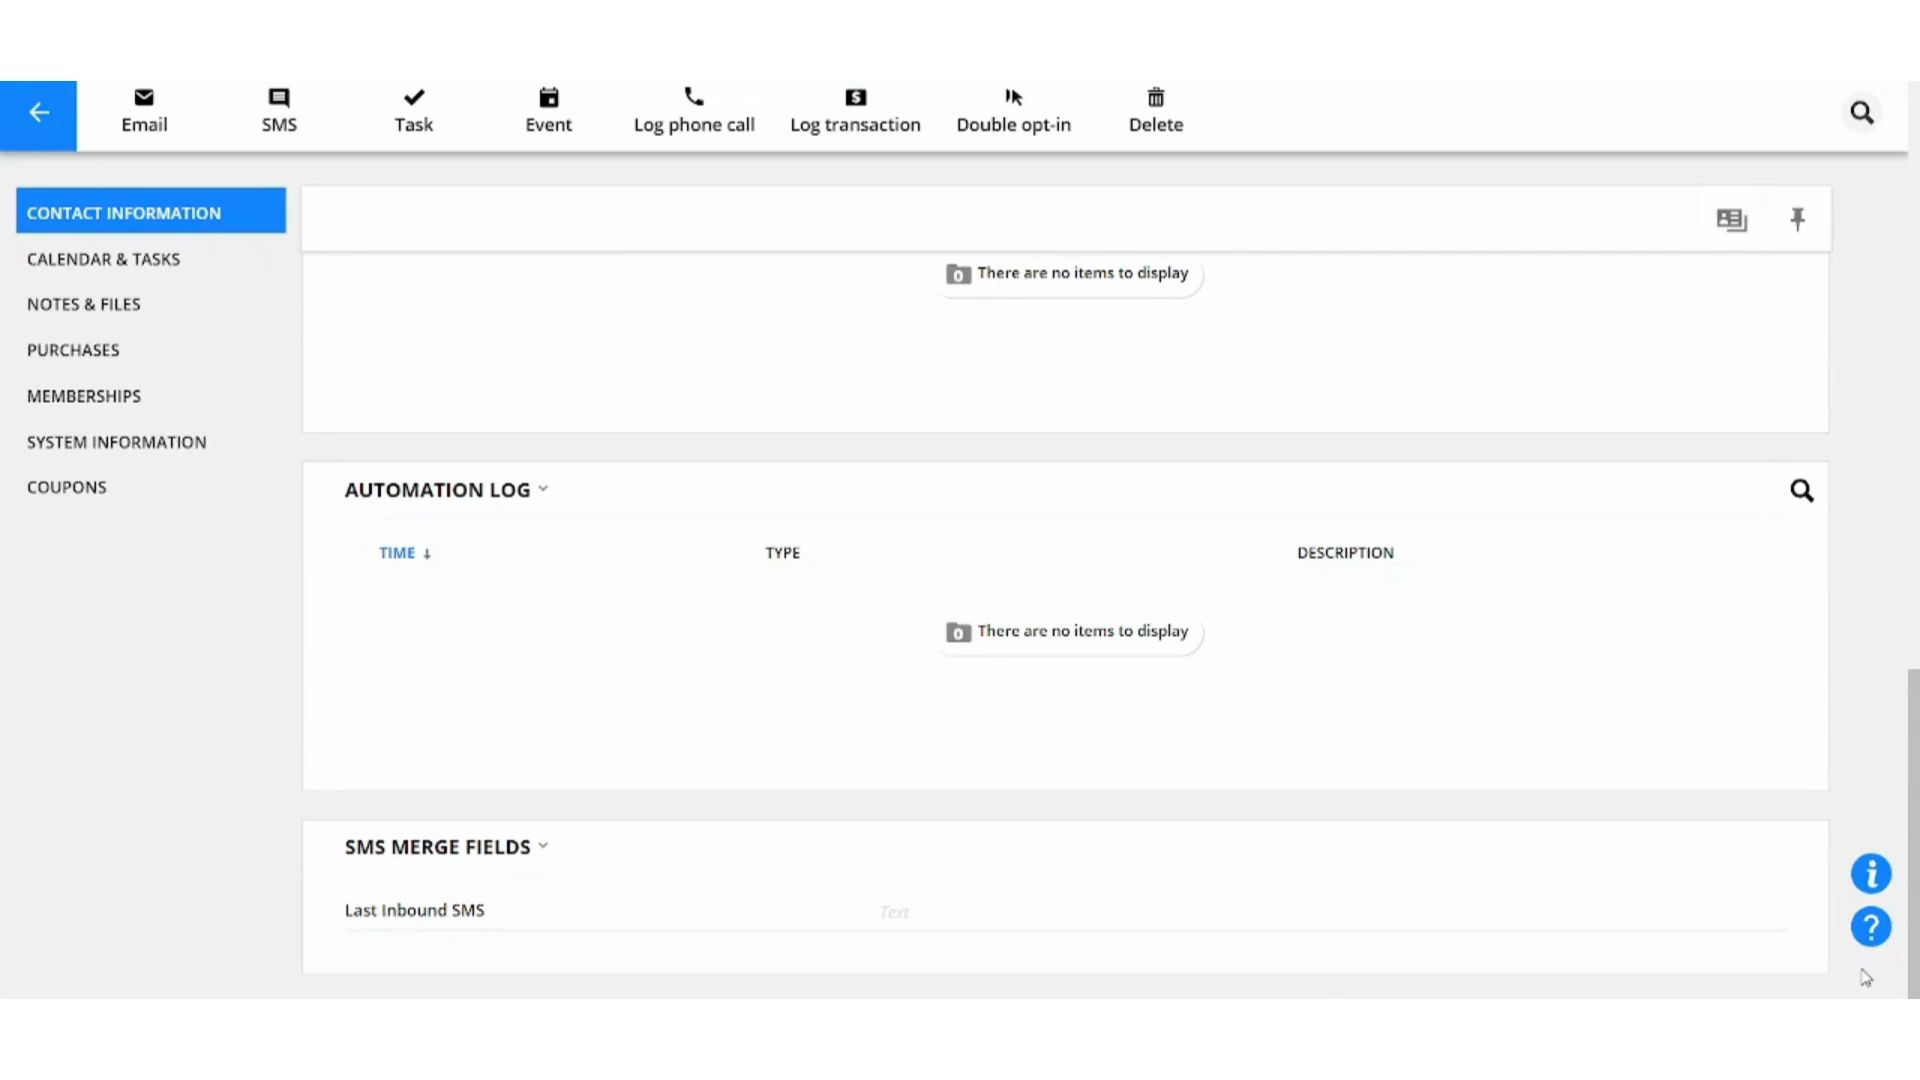 Email
SMS
Task
Event
Log phone call
Log transaction
Double opt-in
Delete
CONTACT INFORMATION
CALENDAR & TASKS
NOTES & FILES
PURCHASES
MEMBERSHIPS
SYSTEM INFORMATION
COUPONS
0 There are no items to display
AUTOMATION LOG
TIME ↓ TYPE DESCRIPTION
0 There are no items to display
SMS MERGE FIELDS
Last Inbound SMS Text